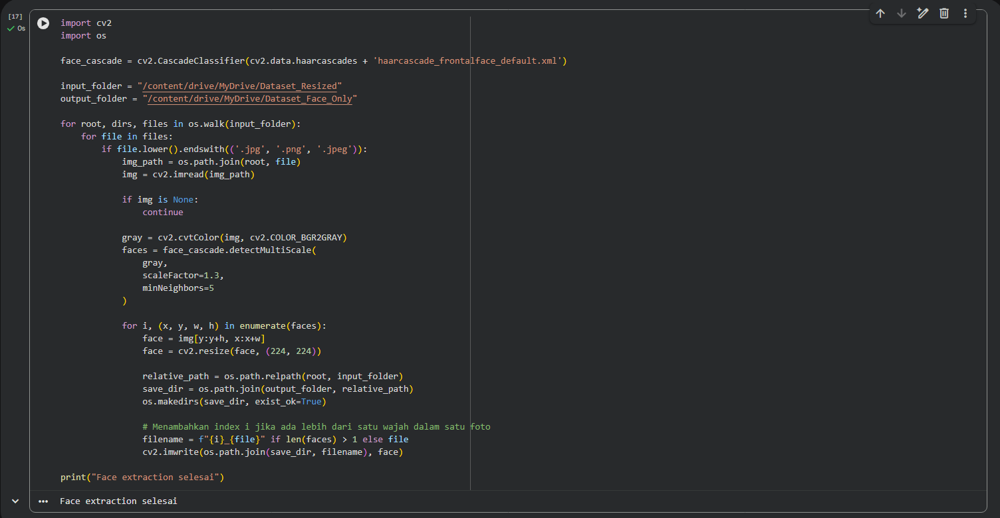 [17]
0s
import cv2
import os
face_cascade = cv2.CascadeClassifier(cv2.data.haarcascades + 'haarcascade_frontalface_default.xml')
input_folder = "/content/drive/MyDrive/Dataset_Resized"
output_folder = "/content/drive/MyDrive/Dataset_Face_Only"
for root, dirs, files in os.walk(input_folder):
    for file in files:
        if file.lower().endswith(('.jpg', '.png', '.jpeg')):
            img_path = os.path.join(root, file)
            img = cv2.imread(img_path)
            if img is None:
                continue
            gray = cv2.cvtColor(img, cv2.COLOR_BGR2GRAY)
            faces = face_cascade.detectMultiScale(
                gray,
                scaleFactor=1.3,
                minNeighbors=5
            )
            for i, (x, y, w, h) in enumerate(faces):
                face = img[y:y+h, x:x+w]
                face = cv2.resize(face, (224, 224))
                relative_path = os.path.relpath(root, input_folder)
                save_dir = os.path.join(output_folder, relative_path)
                os.makedirs(save_dir, exist_ok=True)
                # Menambahkan index i jika ada lebih dari satu wajah dalam satu foto
                filename = f"{i}_{file}" if len(faces) > 1 else file
                cv2.imwrite(os.path.join(save_dir, filename), face)
print("Face extraction selesai")
Face extraction selesai